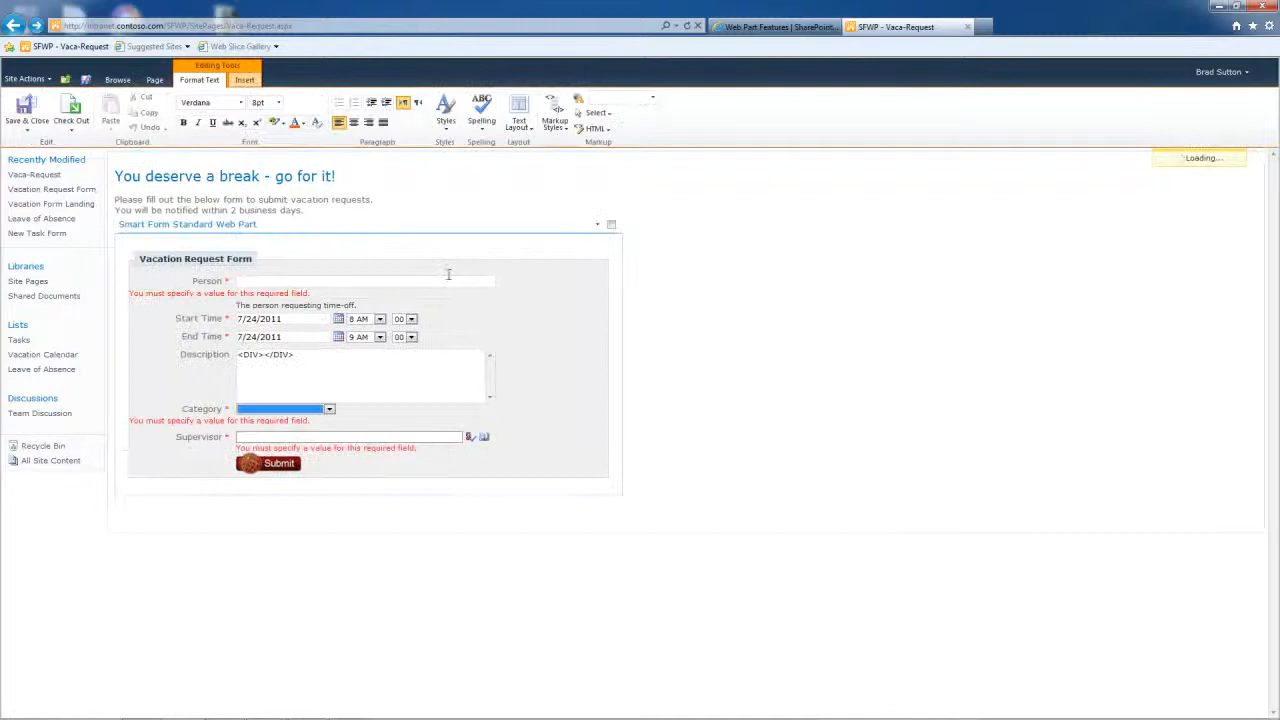 http://intranet.contoso.com/SFWP/SitePages/Vaca-Request.aspx
Web Part Features | SharePoint...
SFWP - Vaca-Request
SFWP - Vaca-Request
Suggested Sites
Web Slice Gallery
Editing Tools
Site Actions
Browse
Page
Format Text
Insert
Brad Sutton
Save & Close
Check Out
Paste
Cut
Copy
Undo
Verdana
8pt
Styles
Spelling
Text Layout
Markup Styles
Select
HTML
Edit
Clipboard
Font
Paragraph
Styles
Spelling
Layout
Markup
Loading...
Recently Modified
Vaca-Request
Vacation Request Form
Vacation Form Landing
Leave of Absence
New Task Form
Libraries
Site Pages
Shared Documents
Lists
Tasks
Vacation Calendar
Leave of Absence
Discussions
Team Discussion
Recycle Bin
All Site Content
You deserve a break - go for it!
Please fill out the below form to submit vacation requests.
You will be notified within 2 business days.
Smart Form Standard Web Part
Vacation Request Form
Person *
You must specify a value for this required field.
The person requesting time-off.
Start Time * 7/24/2011 8 AM 00
End Time * 7/24/2011 9 AM 00
Description <DIV></DIV>
Category *
You must specify a value for this required field.
Supervisor *
You must specify a value for this required field.
Submit